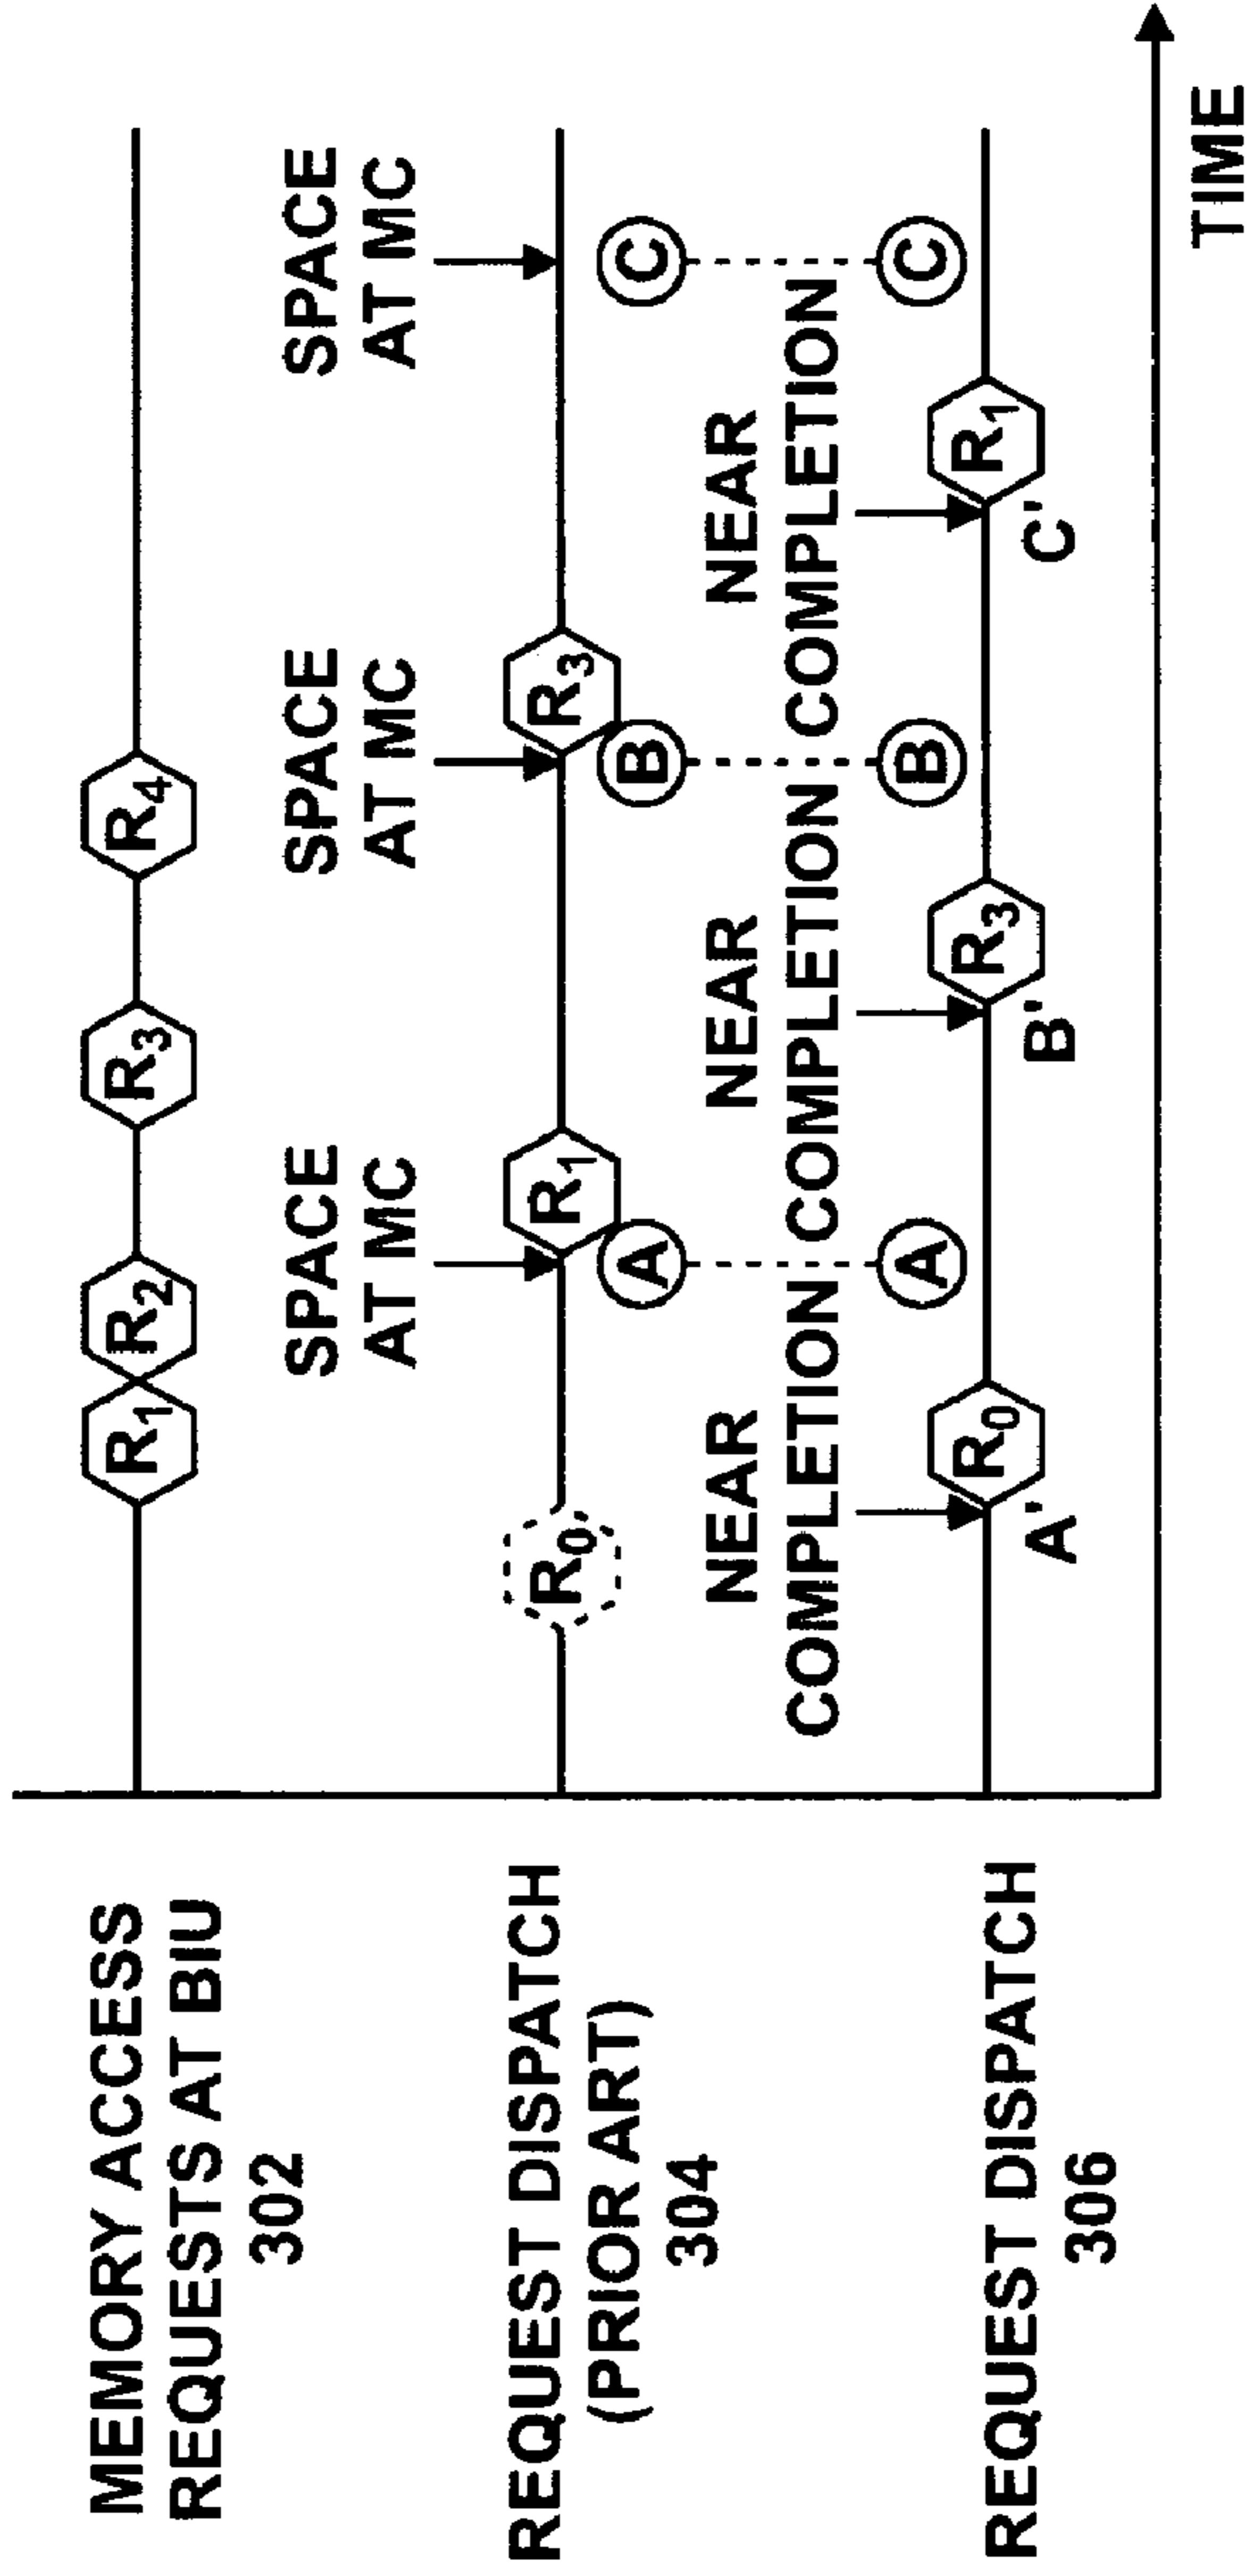 MEMORY ACCESS
REQUESTS AT BIU
302
R1
R2
R3
R4
SPACE
AT MC
SPACE
AT MC
SPACE
AT MC
REQUEST DISPATCH
(PRIOR ART)
304
R0'
R1
R3
A
B
C
NEAR
COMPLETION
NEAR
COMPLETION
NEAR
COMPLETION
A
B
C
REQUEST DISPATCH
306
R0
R3
R1
A'
B'
C'
TIME